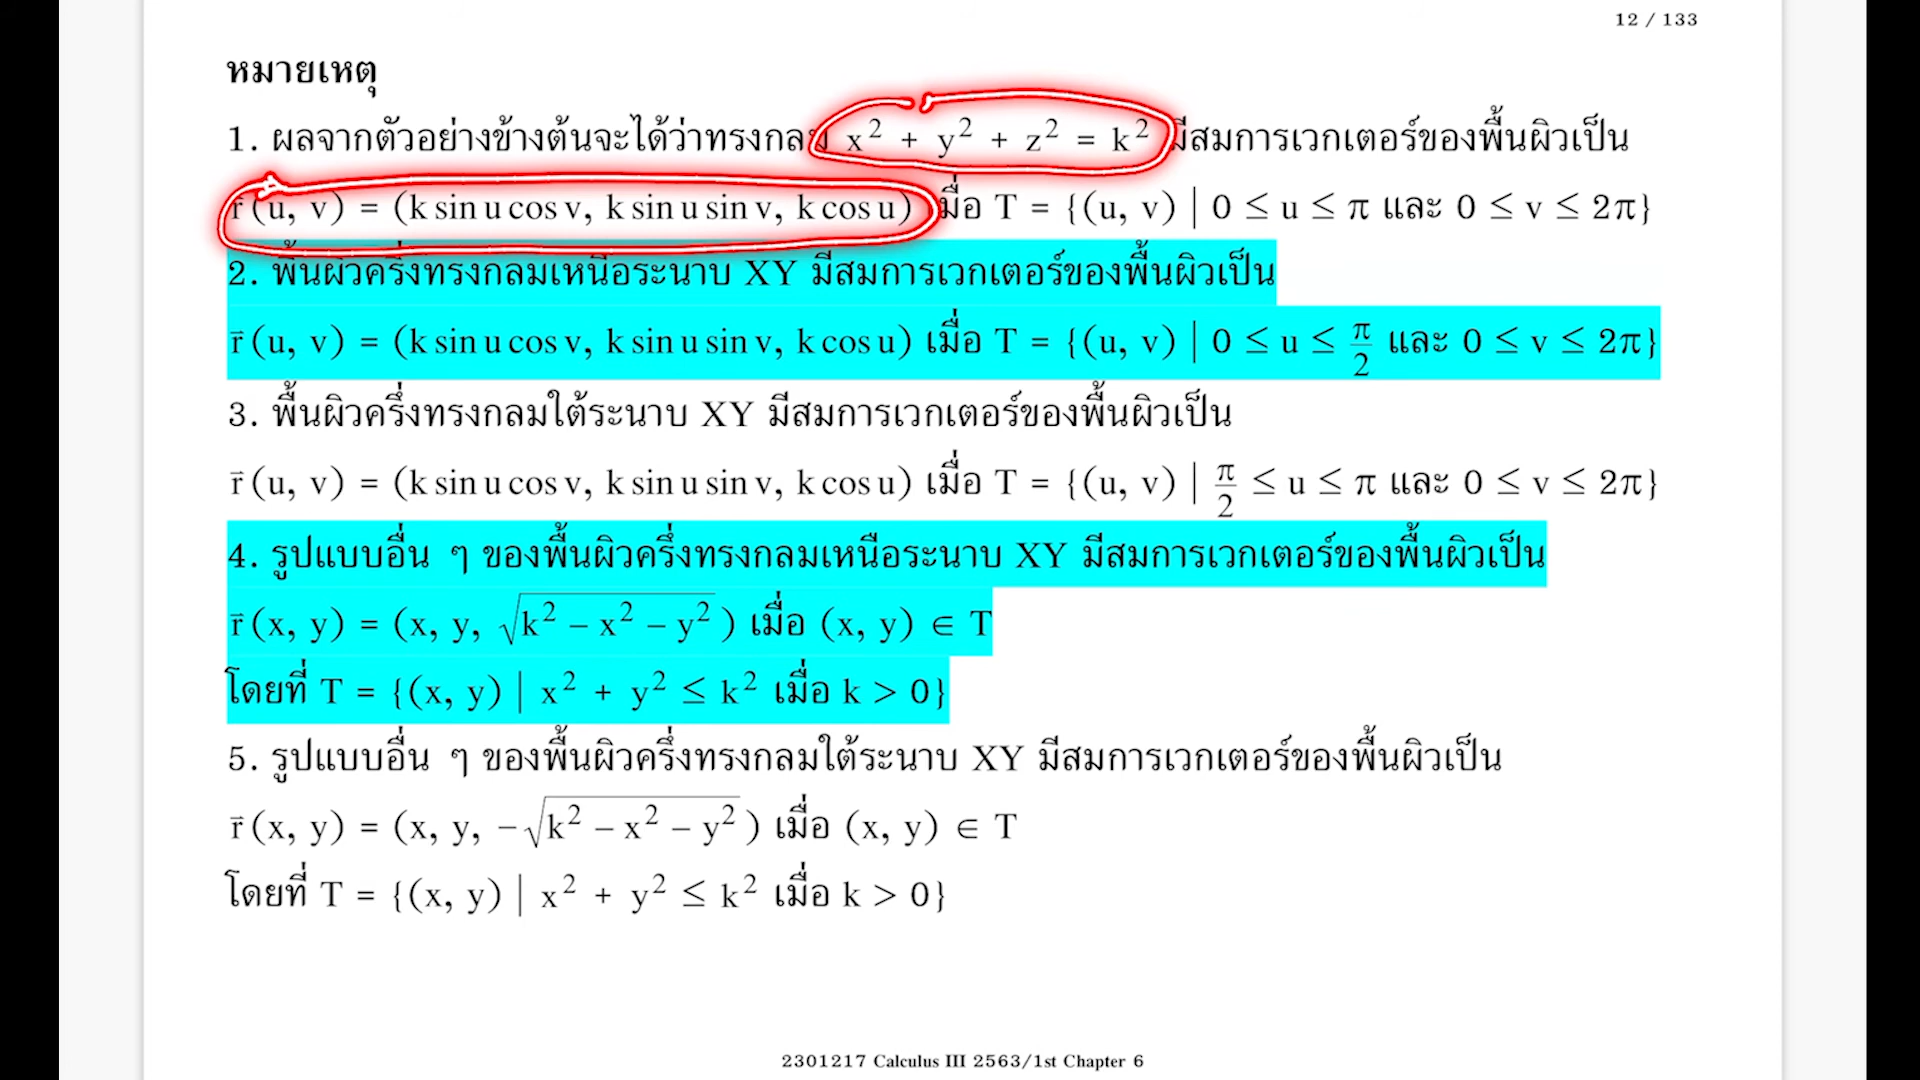 12 / 133
หมายเหตุ
1. ผลจากตัวอย่างข้างต้นจะได้ว่าทรงกลม x² + y² + z² = k² มีสมการเวกเตอร์ของพื้นผิวเป็น
r⃗(u, v) = (k sin u cos v, k sin u sin v, k cos u) เมื่อ T = {(u, v) | 0 ≤ u ≤ π และ 0 ≤ v ≤ 2π}
2. พื้นผิวครึ่งทรงกลมเหนือระนาบ XY มีสมการเวกเตอร์ของพื้นผิวเป็น
r⃗(u, v) = (k sin u cos v, k sin u sin v, k cos u) เมื่อ T = {(u, v) | 0 ≤ u ≤ π/2 และ 0 ≤ v ≤ 2π}
3. พื้นผิวครึ่งทรงกลมใต้ระนาบ XY มีสมการเวกเตอร์ของพื้นผิวเป็น
r⃗(u, v) = (k sin u cos v, k sin u sin v, k cos u) เมื่อ T = {(u, v) | π/2 ≤ u ≤ π และ 0 ≤ v ≤ 2π}
4. รูปแบบอื่น ๆ ของพื้นผิวครึ่งทรงกลมเหนือระนาบ XY มีสมการเวกเตอร์ของพื้นผิวเป็น
r⃗(x, y) = (x, y, √(k² – x² – y²)) เมื่อ (x, y) ∈ T
โดยที่ T = {(x, y) | x² + y² ≤ k² เมื่อ k > 0}
5. รูปแบบอื่น ๆ ของพื้นผิวครึ่งทรงกลมใต้ระนาบ XY มีสมการเวกเตอร์ของพื้นผิวเป็น
r⃗(x, y) = (x, y, –√(k² – x² – y²)) เมื่อ (x, y) ∈ T
โดยที่ T = {(x, y) | x² + y² ≤ k² เมื่อ k > 0}
2301217 Calculus III 2563/1st Chapter 6